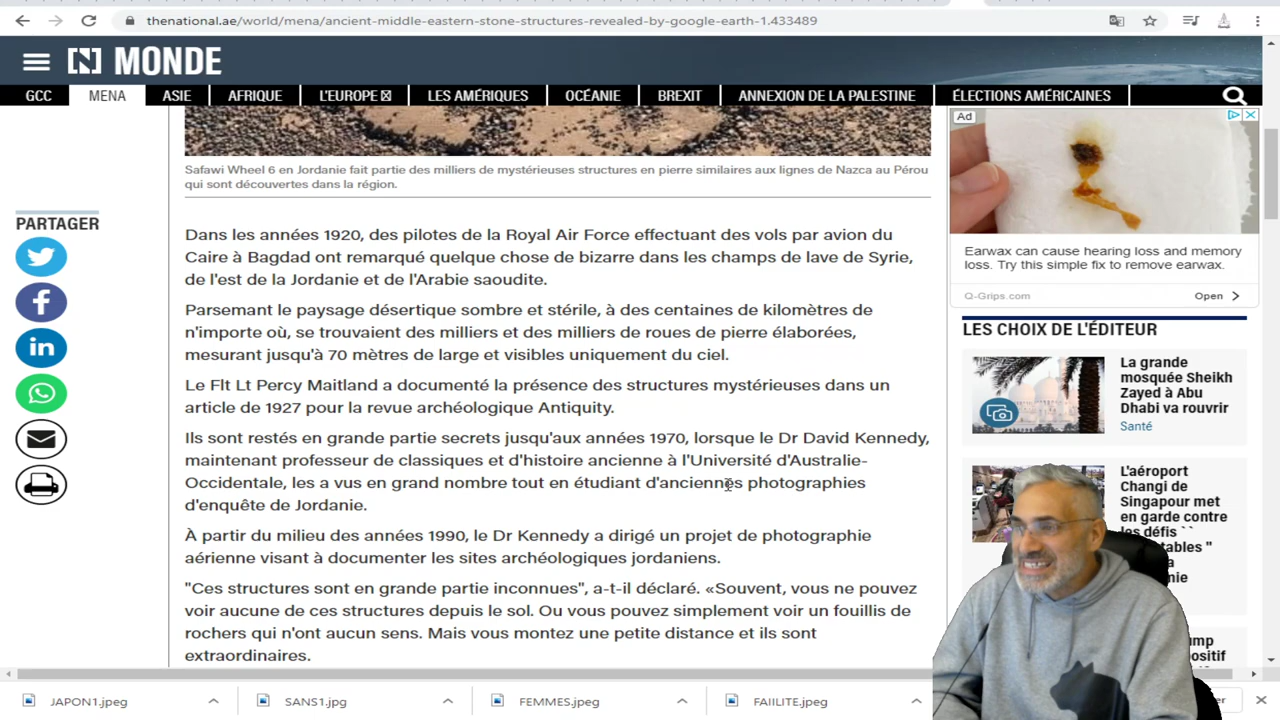 thenational.ae/world/mena/ancient-middle-eastern-stone-structures-revealed-by-google-earth-1.433489
MONDE
GCC
MENA
ASIE
AFRIQUE
L'EUROPE
LES AMÉRIQUES
OCÉANIE
BREXIT
ANNEXION DE LA PALESTINE
ÉLECTIONS AMÉRICAINES
Safawi Wheel 6 en Jordanie fait partie des milliers de mystérieuses structures en pierre similaires aux lignes de Nazca au Pérou
qui sont découvertes dans la région.
PARTAGER
Dans les années 1920, des pilotes de la Royal Air Force effectuant des vols par avion du
Caire à Bagdad ont remarqué quelque chose de bizarre dans les champs de lave de Syrie,
de l'est de la Jordanie et de l'Arabie saoudite.
Parsemant le paysage désertique sombre et stérile, à des centaines de kilomètres de
n'importe où, se trouvaient des milliers et des milliers de roues de pierre élaborées,
mesurant jusqu'à 70 mètres de large et visibles uniquement du ciel.
Le Flt Lt Percy Maitland a documenté la présence des structures mystérieuses dans un
article de 1927 pour la revue archéologique Antiquity.
Ils sont restés en grande partie secrets jusqu'aux années 1970, lorsque le Dr David Kennedy,
maintenant professeur de classiques et d'histoire ancienne à l'Université d'Australie-
Occidentale, les a vus en grand nombre tout en étudiant d'anciennes photographies
d'enquête de Jordanie.
À partir du milieu des années 1990, le Dr Kennedy a dirigé un projet de photographie
aérienne visant à documenter les sites archéologiques jordaniens.
"Ces structures sont en grande partie inconnues", a-t-il déclaré. «Souvent, vous ne pouvez
voir aucune de ces structures depuis le sol. Ou vous pouvez simplement voir un fouillis de
rochers qui n'ont aucun sens. Mais vous montez une petite distance et ils sont
extraordinaires.
Ad
Earwax can cause hearing loss and memory
loss. Try this simple fix to remove earwax.
Q-Grips.com
Open
LES CHOIX DE L'ÉDITEUR
La grande
mosquée Sheikh
Zayed à Abu
Dhabi va rouvrir
Santé
L'aéroport
Changi de
Singapour met
en garde contre
les défis ``
JAPON1.jpeg
SANS1.jpg
FEMMES.jpeg
FAIILITE.jpeg